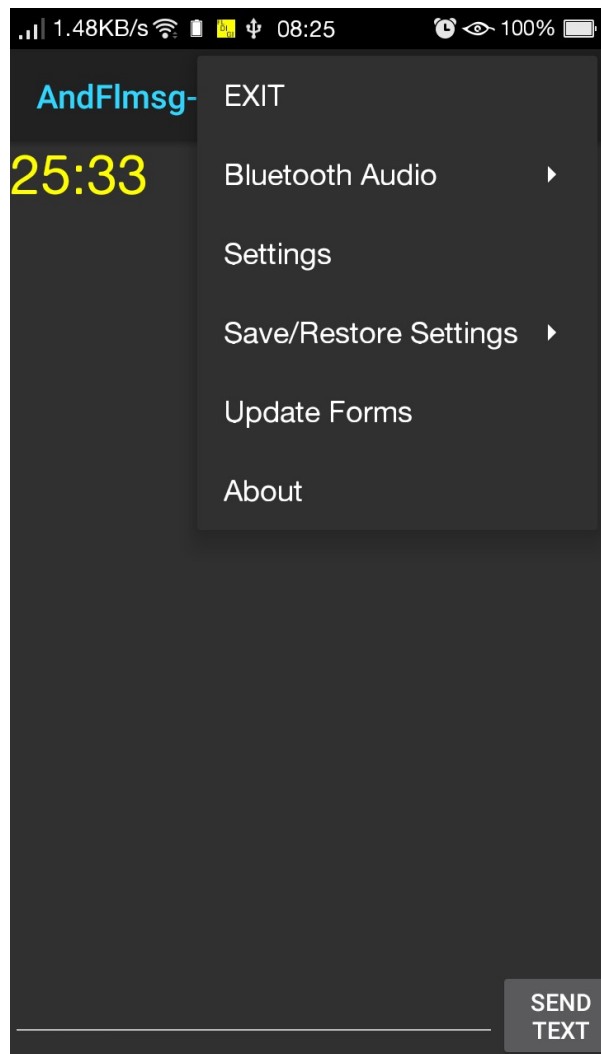 1.48KB/s 08:25 100%
AndFlmsg-
EXIT
25:33
Bluetooth Audio
Settings
Save/Restore Settings
Update Forms
About
SEND
TEXT